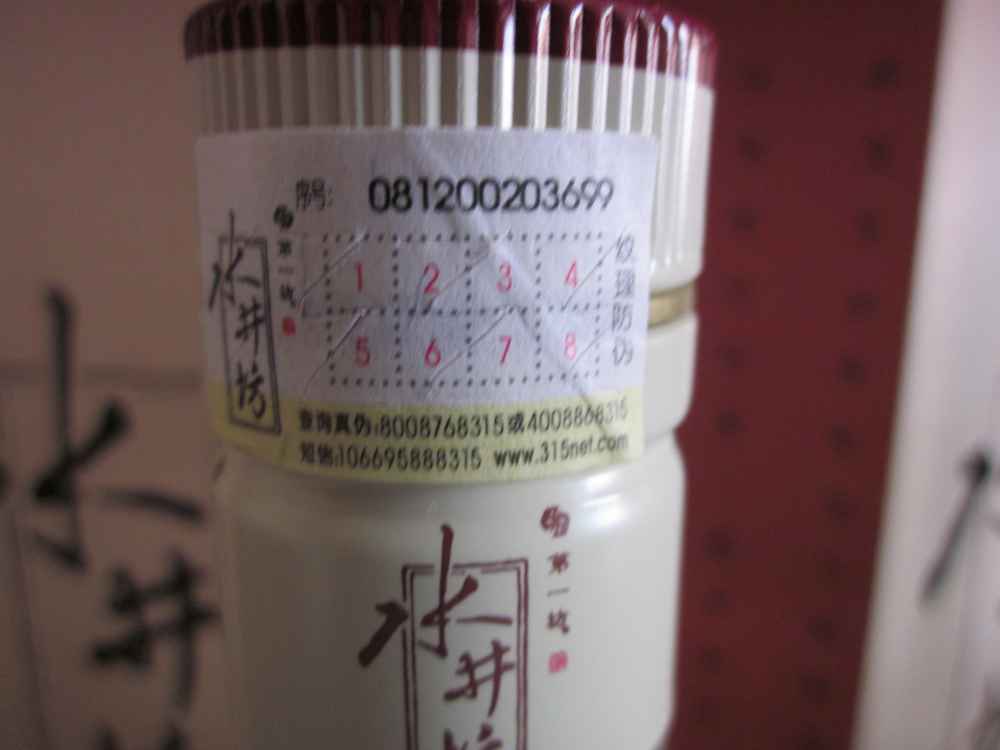 序号: 081200203699
水井坊
第一坊
1 2 3 4
5 6 7 8
纹理防伪
查询真伪:8008768315或4008868315
短信:106695888315 www.315net.com
水井坊
第一坊
水井